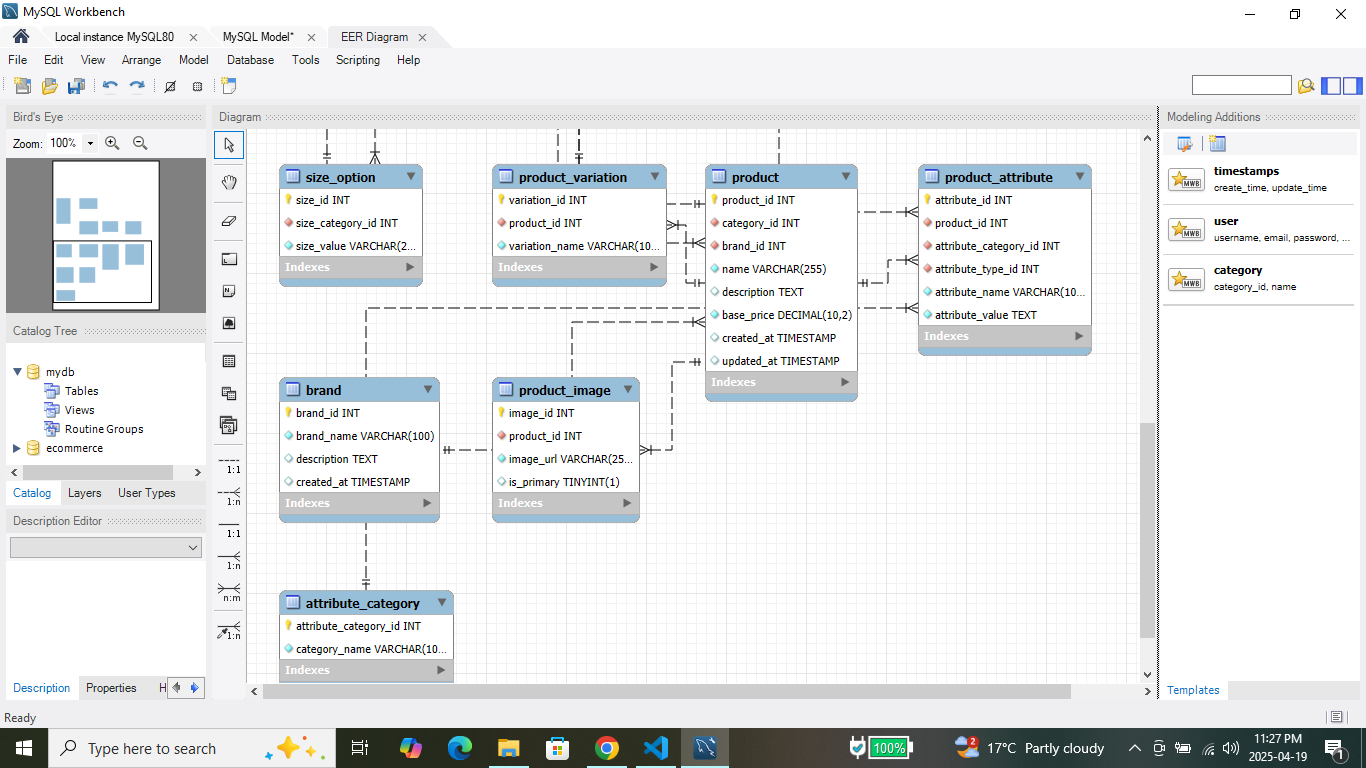 MySQL Workbench
Local instance MySQL80
MySQL Model*
EER Diagram
File Edit View Arrange Model Database Tools Scripting Help
Bird's Eye
Zoom: 100%
Catalog Tree
mydb
Tables
Views
Routine Groups
ecommerce
Catalog Layers User Types
Description Editor
Description Properties H
Diagram
1:1
1:n
1:1
1:n
n:m
1:n
size_option
size_id INT
size_category_id INT
size_value VARCHAR(2...
Indexes
product_variation
variation_id INT
product_id INT
variation_name VARCHAR(10...
Indexes
product
product_id INT
category_id INT
brand_id INT
name VARCHAR(255)
description TEXT
base_price DECIMAL(10,2)
created_at TIMESTAMP
updated_at TIMESTAMP
Indexes
product_attribute
attribute_id INT
product_id INT
attribute_category_id INT
attribute_type_id INT
attribute_name VARCHAR(10...
attribute_value TEXT
Indexes
brand
brand_id INT
brand_name VARCHAR(100)
description TEXT
created_at TIMESTAMP
Indexes
product_image
image_id INT
product_id INT
image_url VARCHAR(25...
is_primary TINYINT(1)
Indexes
attribute_category
attribute_category_id INT
category_name VARCHAR(10...
Indexes
Modeling Additions
MWB
timestamps
create_time, update_time
MWB
user
username, email, password, ...
MWB
category
category_id, name
Templates
Ready
Type here to search
100%
2
17°C Partly cloudy
11:27 PM
2025-04-19
1